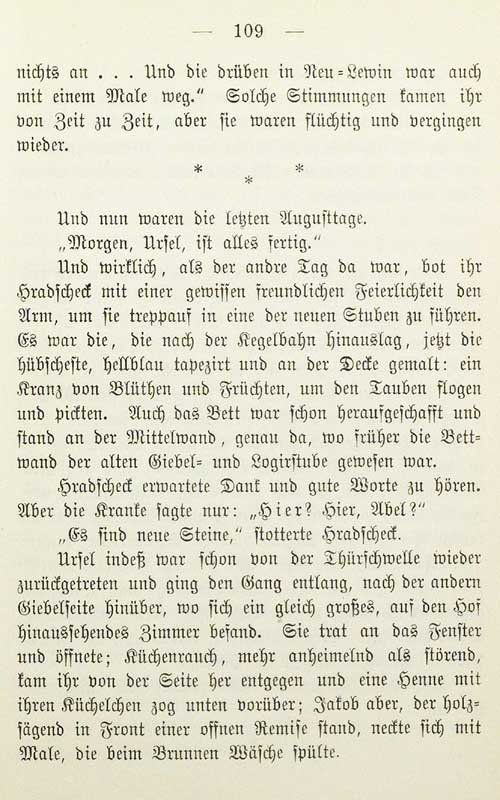 — 109 —
nichts an . . . Und die drüben in Neu=Lewin war auch
mit einem Male weg.“ Solche Stimmungen kamen ihr
von Zeit zu Zeit, aber sie waren flüchtig und vergingen
wieder.
* * *
Und nun waren die letzten Augusttage.
„Morgen, Ursel, ist alles fertig.“
Und wirklich, als der andre Tag da war, bot ihr
Hradscheck mit einer gewissen freundlichen Feierlichkeit den
Arm, um sie treppauf in eine der neuen Stuben zu führen.
Es war die, die nach der Kegelbahn hinauslag, jetzt die
hübscheste, hellblau tapezirt und an der Decke gemalt: ein
Kranz von Blüthen und Früchten, um den Tauben flogen
und pickten. Auch das Bett war schon heraufgeschafft und
stand an der Mittelwand, genau da, wo früher die Bett-
wand der alten Giebel- und Logirstube gewesen war.
Hradscheck erwartete Dank und gute Worte zu hören.
Aber die Kranke sagte nur: „Hier? Hier, Abel?“
„Es sind neue Steine,“ stotterte Hradscheck.
Ursel indeß war schon von der Thürschwelle wieder
zurückgetreten und ging den Gang entlang, nach der andern
Giebelseite hinüber, wo sich ein gleich großes, auf den Hof
hinaussehendes Zimmer befand. Sie trat an das Fenster
und öffnete; Küchenrauch, mehr anheimelnd als störend,
kam ihr von der Seite her entgegen und eine Henne mit
ihren Küchelchen zog unten vorüber; Jakob aber, der holz-
sägend in Front einer offnen Remise stand, neckte sich mit
Male, die beim Brunnen Wäsche spülte.